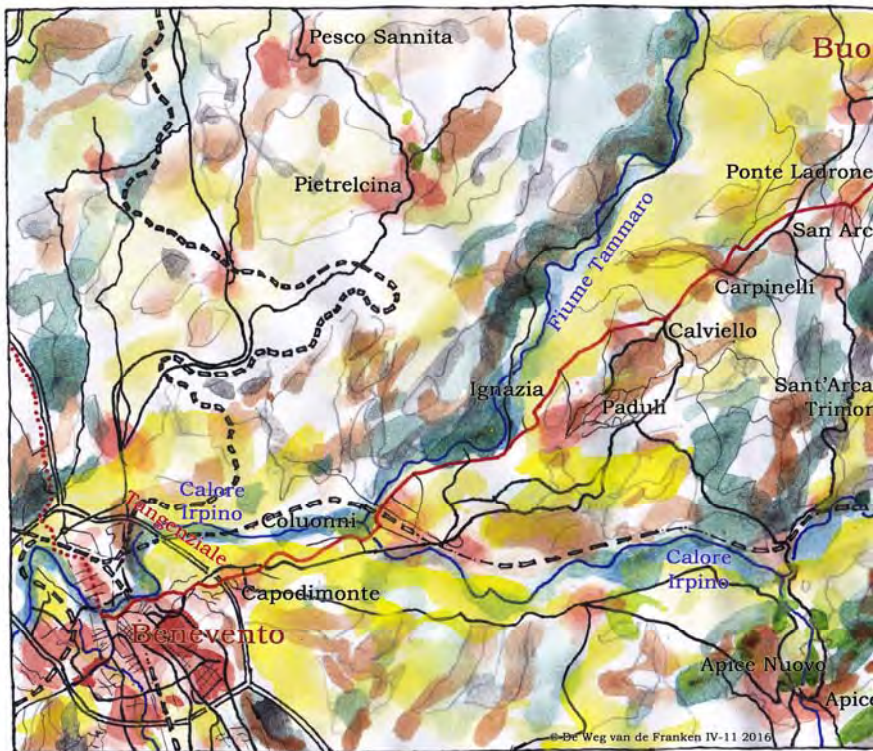 Pesco Sannita
Buo
Ponte Ladrone
Pietrelcina
San Arc
Fiume Tammaro
Carpinelli
Calviello
Ignazia
Sant'Arca
Trimon
Paduli
Calore
Irpino
Tangenziale
Coluonni
Calore
Irpino
Capodimonte
Benevento
Apice Nuovo
Apice
© De Weg van de Franken IV-11 2016